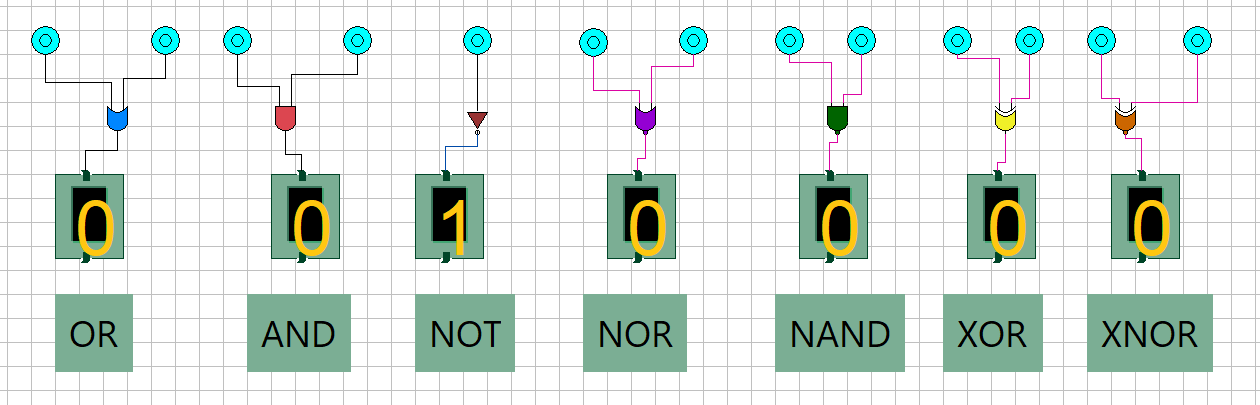 0 0 1 0 0 0 0
OR AND NOT NOR NAND XOR XNOR